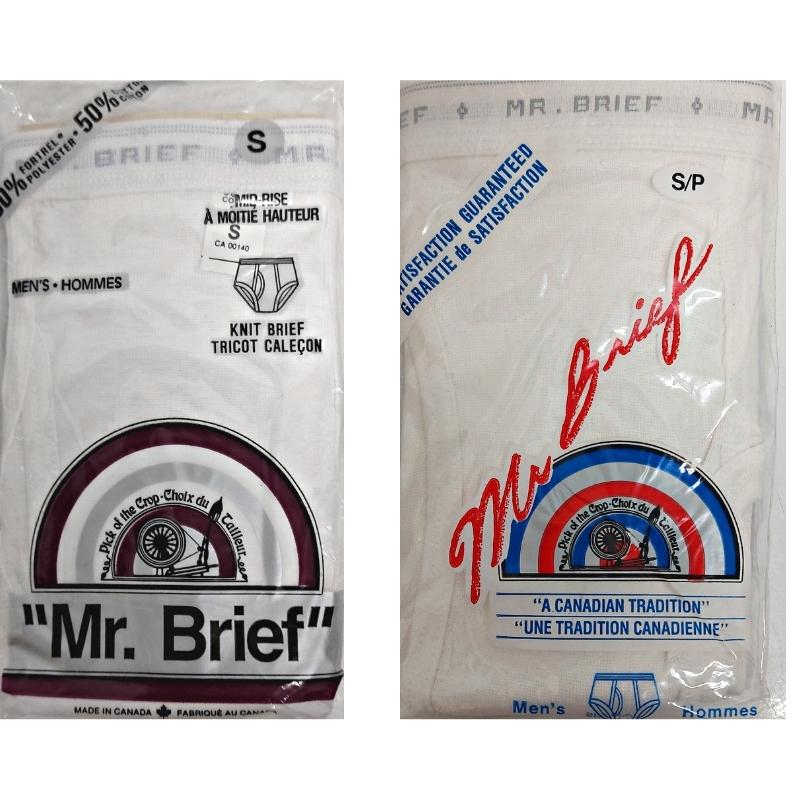 50% COTTON
FORTREL • POLYESTER
. BRIEF ◊ MR
S
MID-RISE
À MOITIÉ HAUTEUR
S
CA 00140
MEN'S • HOMMES
KNIT BRIEF
TRICOT CALEÇON
Pick of the Crop • Choix du Tailleur
"Mr. Brief"
MADE IN CANADA FABRIQUÉ AU CANADA
EF ◊ MR. BRIEF ◊ MR
S/P
SATISFACTION GUARANTEED
GARANTIE de SATISFACTION
Mr Brief
Pick of the Crop • Choix du Tailleur
"A CANADIAN TRADITION"
"UNE TRADITION CANADIENNE"
Men's Hommes